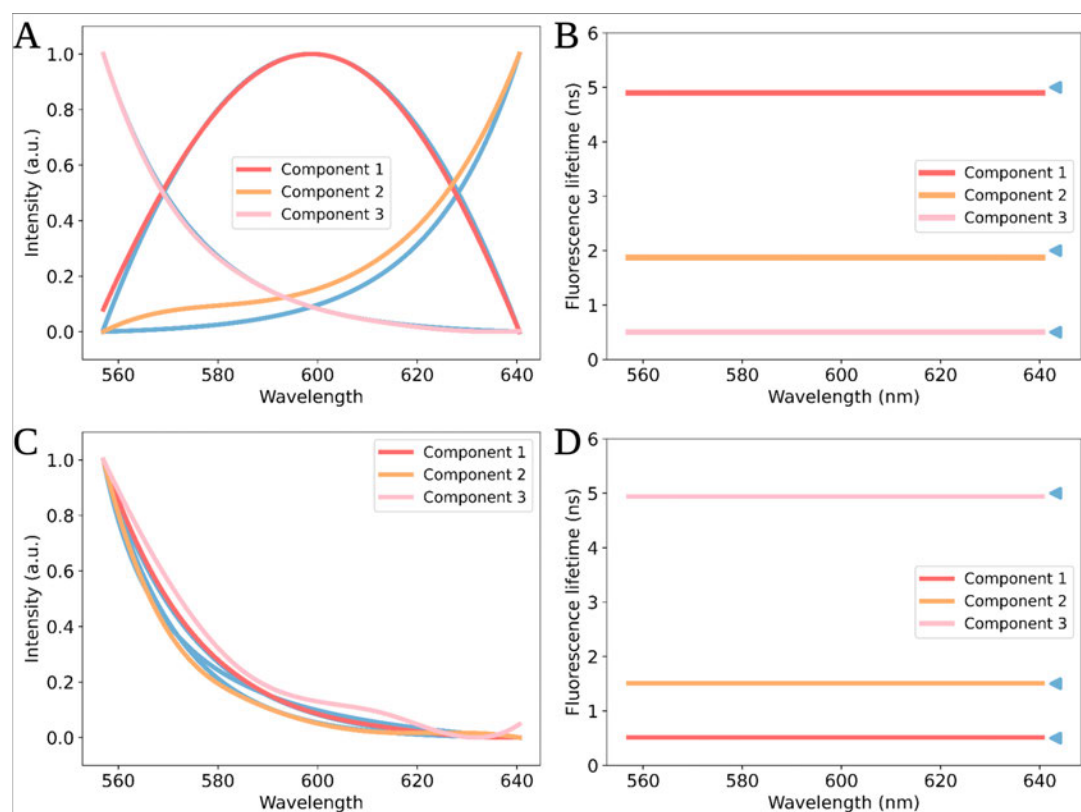 A
Intensity (a.u.)
1.0
0.8
0.6
0.4
0.2
0.0
Component 1
Component 2
Component 3
560 580 600 620 640
Wavelength
B
Fluorescence lifetime (ns)
6
5
4
3
2
1
0
Component 1
Component 2
Component 3
560 580 600 620 640
Wavelength (nm)
C
Intensity (a.u.)
1.0
0.8
0.6
0.4
0.2
0.0
Component 1
Component 2
Component 3
560 580 600 620 640
Wavelength
D
Fluorescence lifetime (ns)
6
5
4
3
2
1
0
Component 1
Component 2
Component 3
560 580 600 620 640
Wavelength (nm)